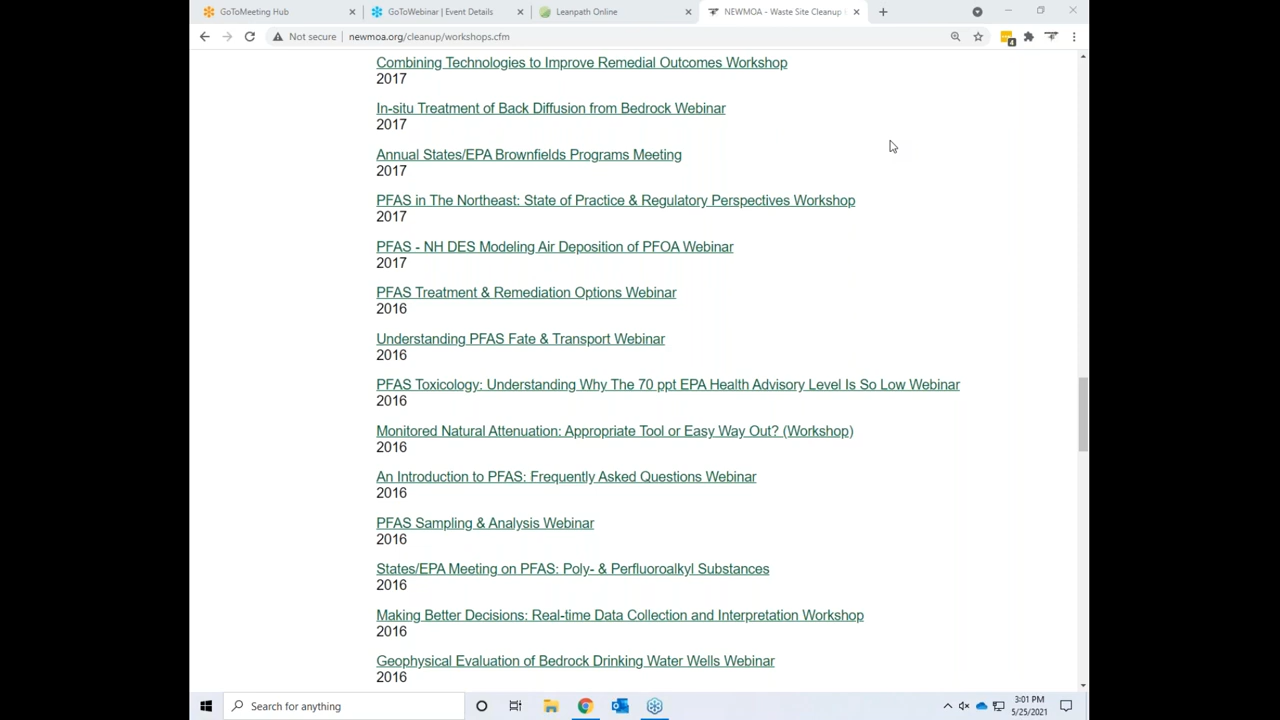 GoToMeeting Hub
GoToWebinar | Event Details
Leanpath Online
NEWMOA - Waste Site Cleanup
Not secure | newmoa.org/cleanup/workshops.cfm
4
Combining Technologies to Improve Remedial Outcomes Workshop
2017
In-situ Treatment of Back Diffusion from Bedrock Webinar
2017
Annual States/EPA Brownfields Programs Meeting
2017
PFAS in The Northeast: State of Practice & Regulatory Perspectives Workshop
2017
PFAS - NH DES Modeling Air Deposition of PFOA Webinar
2017
PFAS Treatment & Remediation Options Webinar
2016
Understanding PFAS Fate & Transport Webinar
2016
PFAS Toxicology: Understanding Why The 70 ppt EPA Health Advisory Level Is So Low Webinar
2016
Monitored Natural Attenuation: Appropriate Tool or Easy Way Out? (Workshop)
2016
An Introduction to PFAS: Frequently Asked Questions Webinar
2016
PFAS Sampling & Analysis Webinar
2016
States/EPA Meeting on PFAS: Poly- & Perfluoroalkyl Substances
2016
Making Better Decisions: Real-time Data Collection and Interpretation Workshop
2016
Geophysical Evaluation of Bedrock Drinking Water Wells Webinar
2016
Search for anything
3:01 PM
5/25/2021